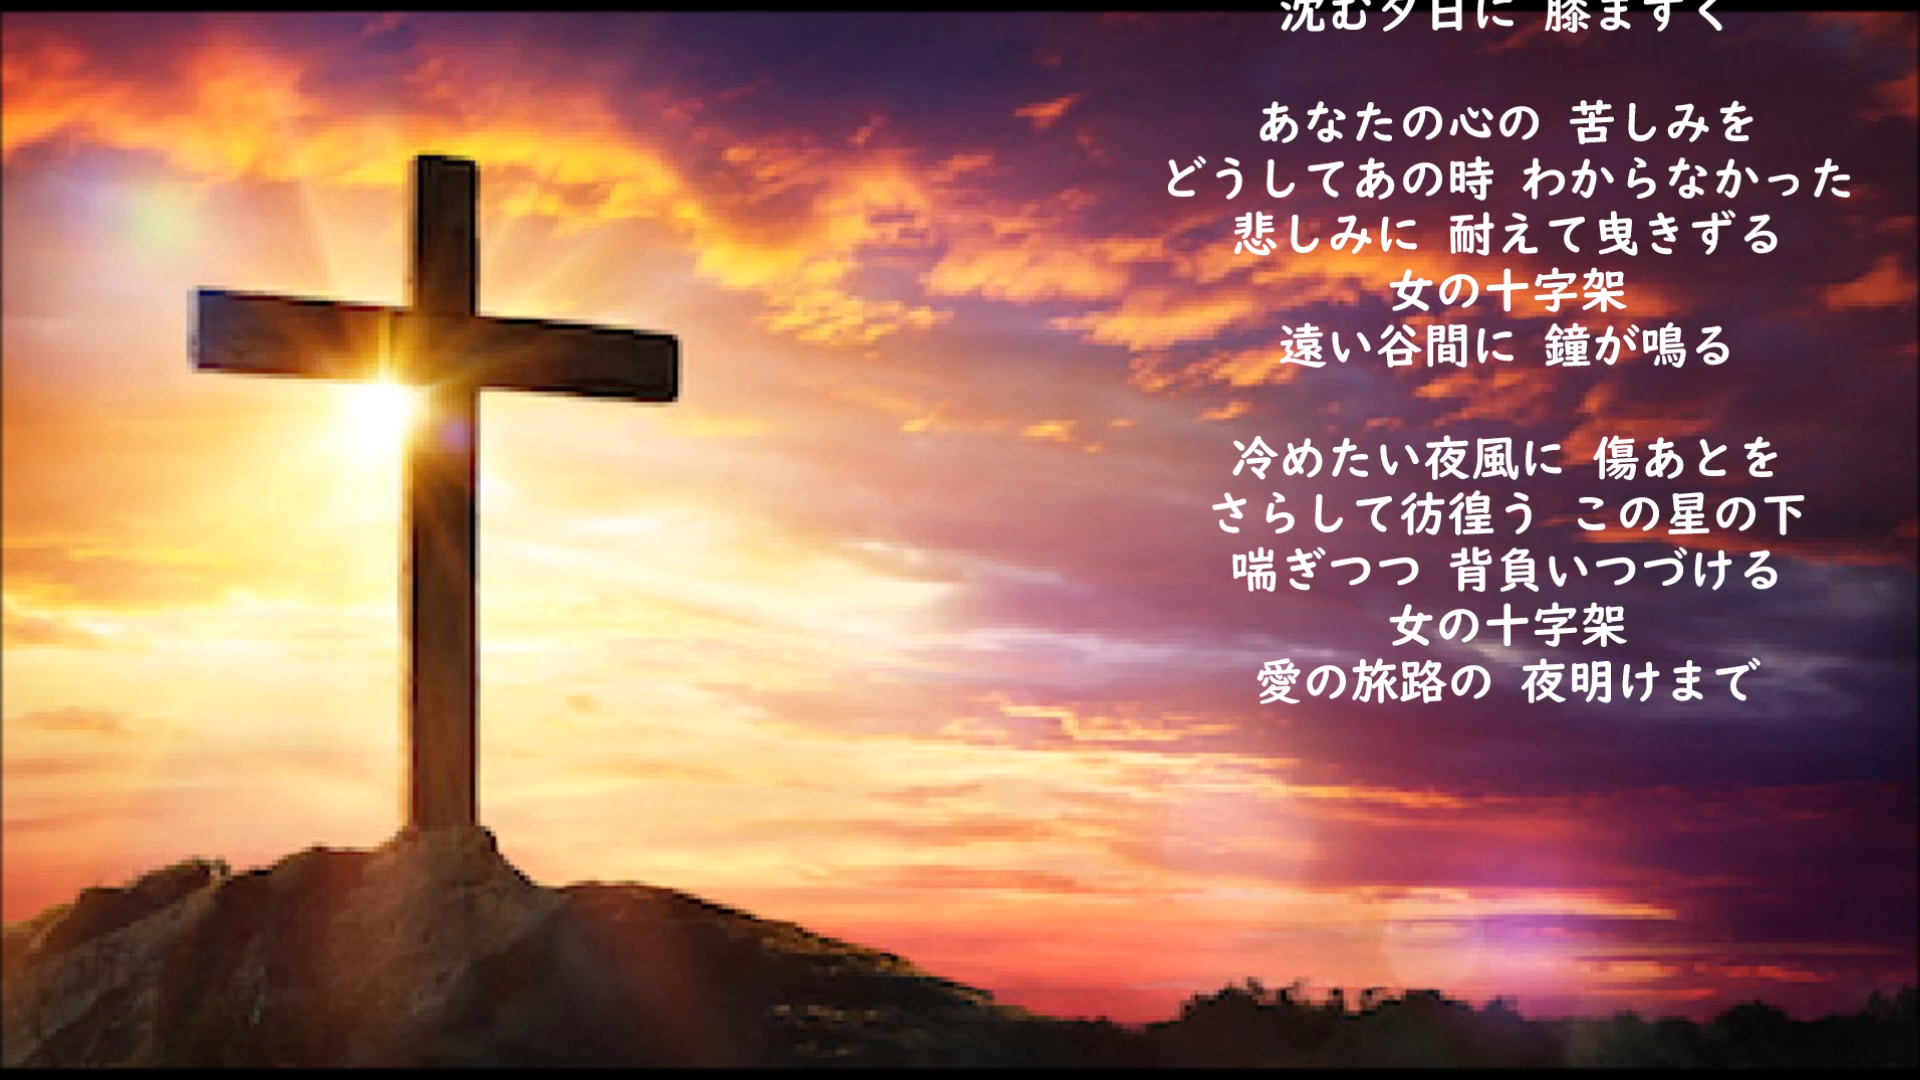 沈む夕日に 膝まずく
あなたの心の 苦しみを
どうしてあの時 わからなかった
悲しみに 耐えて曳きずる
女の十字架
遠い谷間に 鐘が鳴る
冷めたい夜風に 傷あとを
さらして彷徨う この星の下
喘ぎつつ 背負いつづける
女の十字架
愛の旅路の 夜明けまで